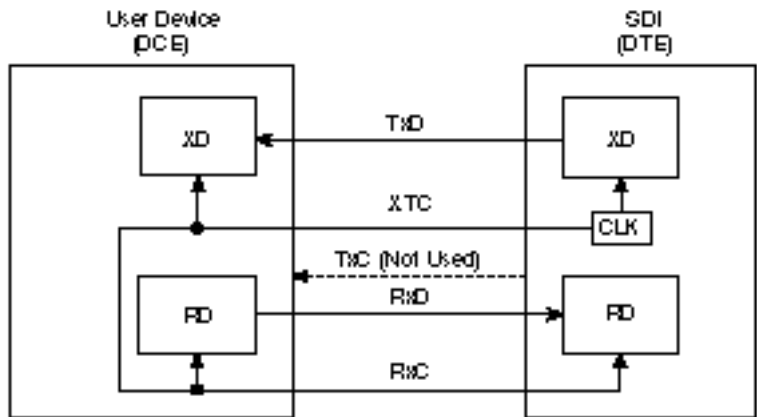 User Device
(DCE)
SDI
(DTE)
XD
TxD
XD
XTC
CLK
TxC (Not Used)
RxD
RD
RD
RxC